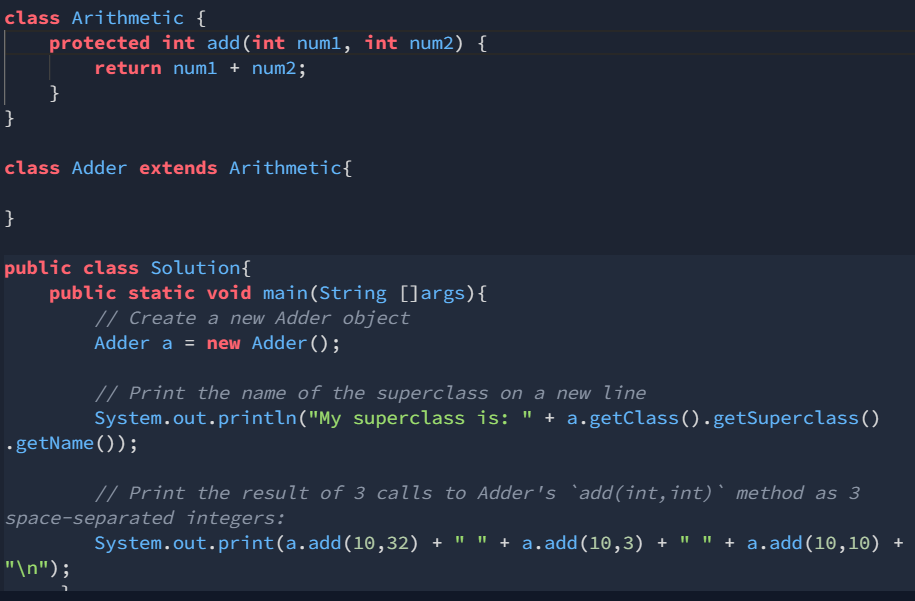 class Arithmetic {
    protected int add(int num1, int num2) {
        return num1 + num2;
    }
}
class Adder extends Arithmetic{
}
public class Solution{
    public static void main(String []args){
        // Create a new Adder object
        Adder a = new Adder();
        // Print the name of the superclass on a new line
        System.out.println("My superclass is: " + a.getClass().getSuperclass()
.getName());
        // Print the result of 3 calls to Adder's `add(int,int)` method as 3
space-separated integers:
        System.out.print(a.add(10,32) + " " + a.add(10,3) + " " + a.add(10,10) +
"\n");